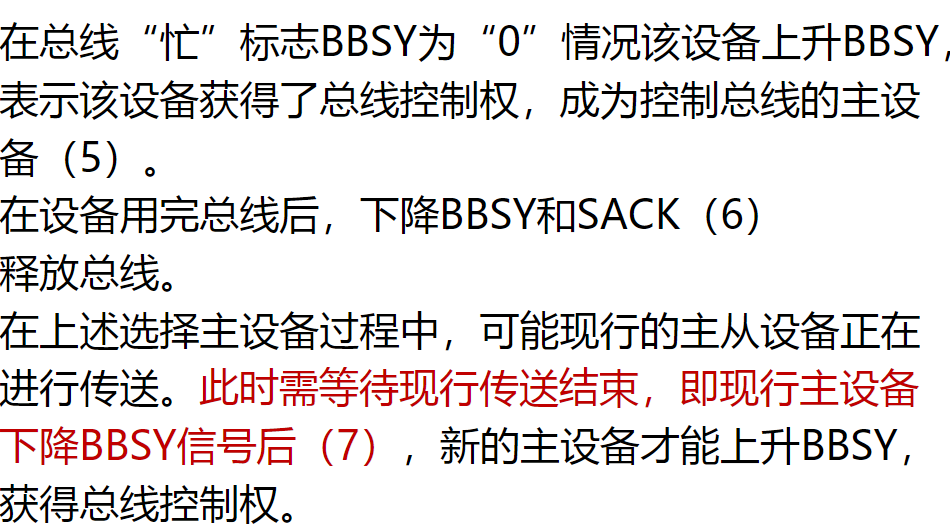 在总线“忙”标志BBSY为“0”情况该设备上升BBSY，
表示该设备获得了总线控制权，成为控制总线的主设
备（5）。
在设备用完总线后，下降BBSY和SACK（6）
释放总线。
在上述选择主设备过程中，可能现行的主从设备正在
进行传送。此时需等待现行传送结束，即现行主设备
下降BBSY信号后（7），新的主设备才能上升BBSY，
获得总线控制权。